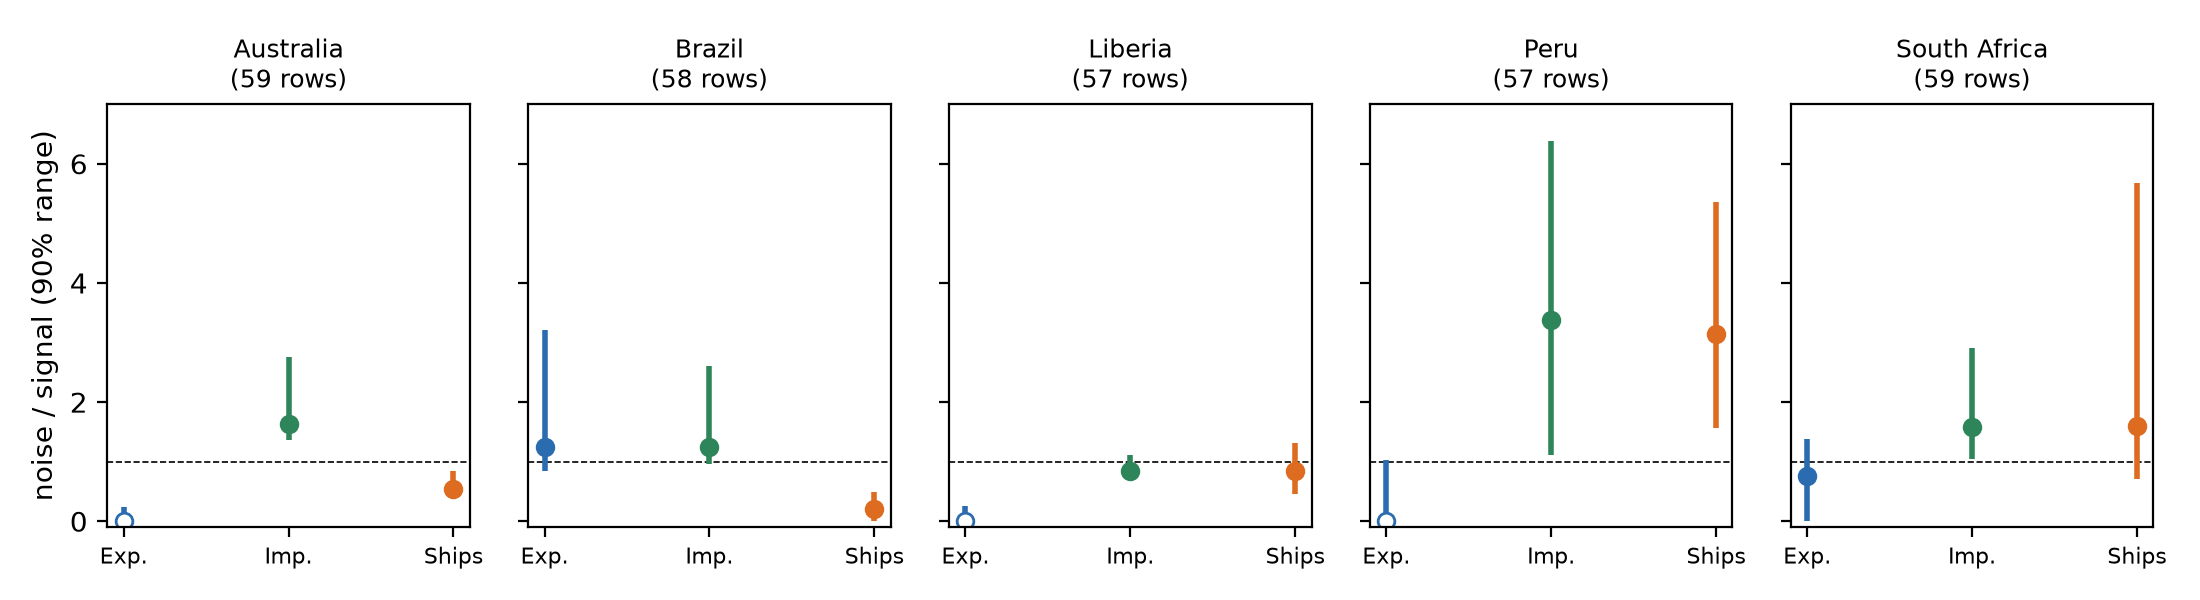 Australia
(59 rows)
Brazil
(58 rows)
Liberia
(57 rows)
Peru
(57 rows)
South Africa
(59 rows)
noise / signal (90% range)
6
4
2
0
Exp. Imp. Ships
Exp. Imp. Ships
Exp. Imp. Ships
Exp. Imp. Ships
Exp. Imp. Ships